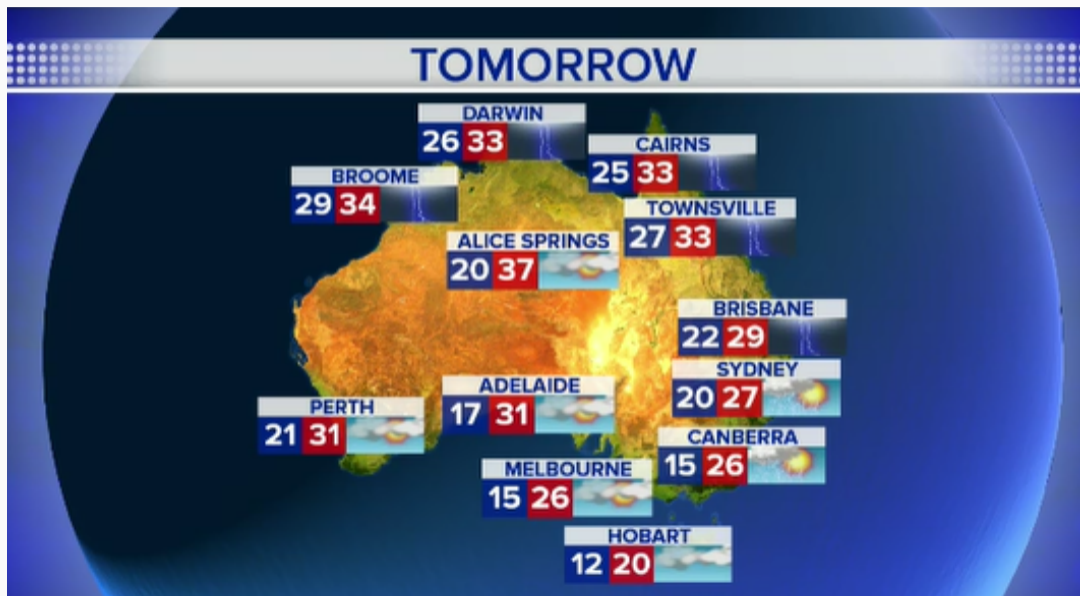 TOMORROW
DARWIN
26 33
CAIRNS
25 33
BROOME
29 34
TOWNSVILLE
27 33
ALICE SPRINGS
20 37
BRISBANE
22 29
SYDNEY
20 27
ADELAIDE
17 31
PERTH
21 31
CANBERRA
15 26
MELBOURNE
15 26
HOBART
12 20